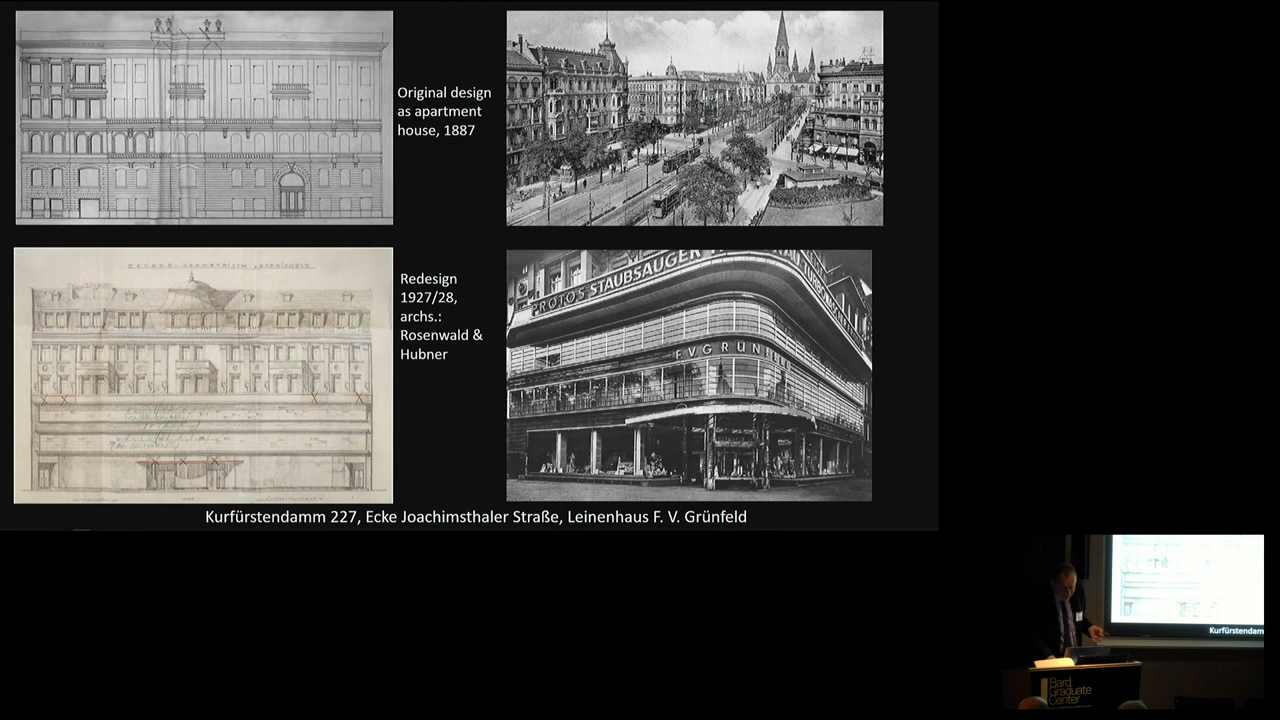 Original design
as apartment
house, 1887
Redesign
1927/28,
archs.:
Rosenwald &
Hubner
PROTOS STAUBSAUGER
F V GRÜNFELD
Kurfürstendamm 227, Ecke Joachimsthaler Straße, Leinenhaus F. V. Grünfeld
Kurfürstendam
Bard
Graduate
Center